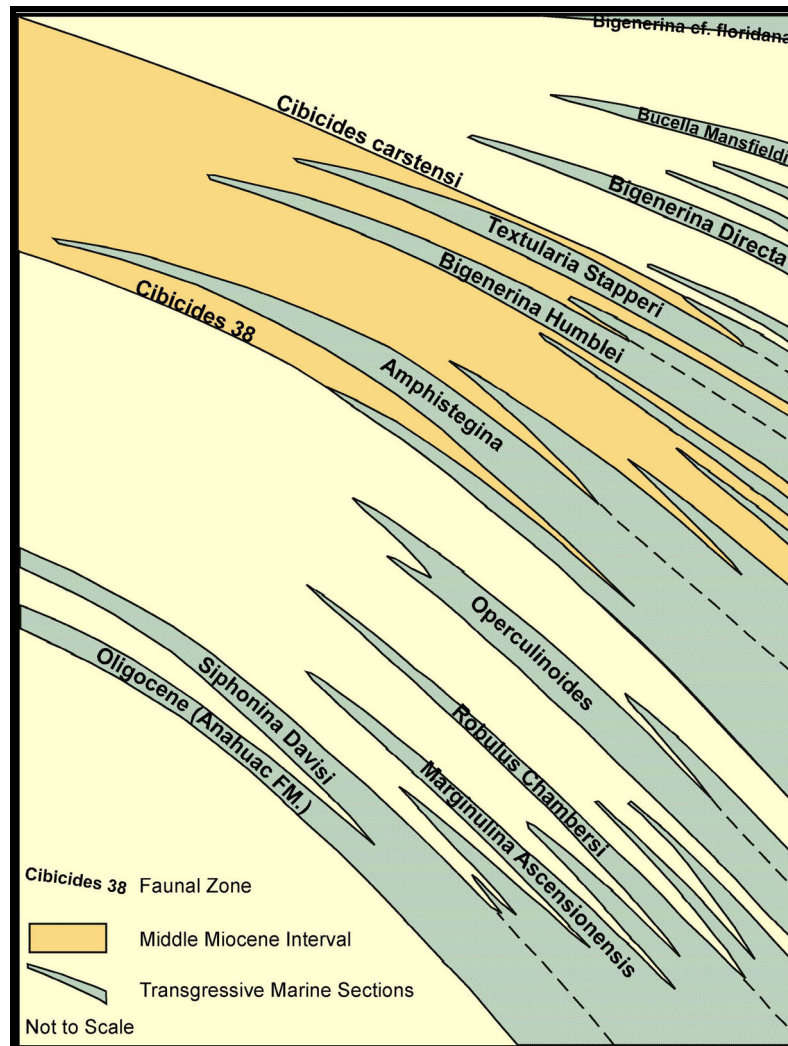 Bigenerina cf. floridana
Bucella Mansfieldi
Cibicides carstensi
Bigenerina Directa
Textularia Stapperi
Bigenerina Humblei
Cibicides 38
Amphistegina
Operculinoides
Siphonina Davisi
Robulus Chambersi
Oligocene (Anahuac FM.)
Marginulina Ascensionensis
Cibicides 38 Faunal Zone
Middle Miocene Interval
Transgressive Marine Sections
Not to Scale